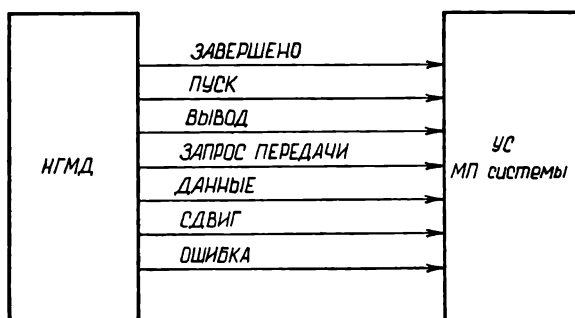 ЗАВЕРШЕНО
ПУСК
ВЫВОД
ЗАПРОС ПЕРЕДАЧИ
ДАННЫЕ
СДВИГ
ОШИБКА
НГМД
УС
МП системы